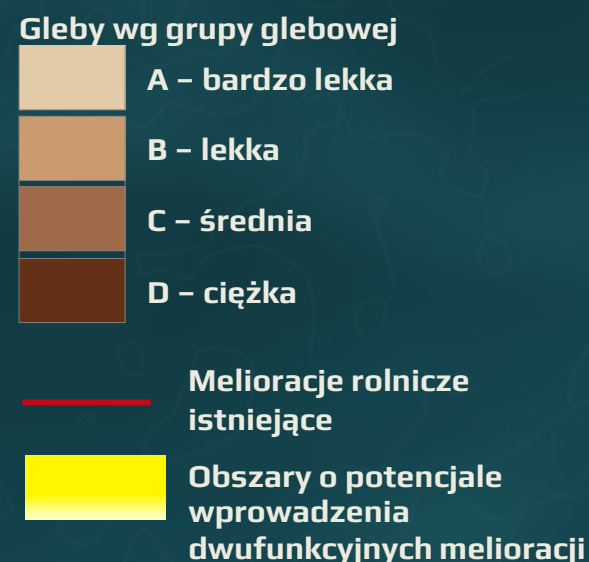 Gleby wg grupy glebowej
A – bardzo lekka
B – lekka
C – średnia
D – ciężka
Melioracje rolnicze
istniejące
Obszary o potencjale
wprowadzenia
dwufunkcyjnych melioracji